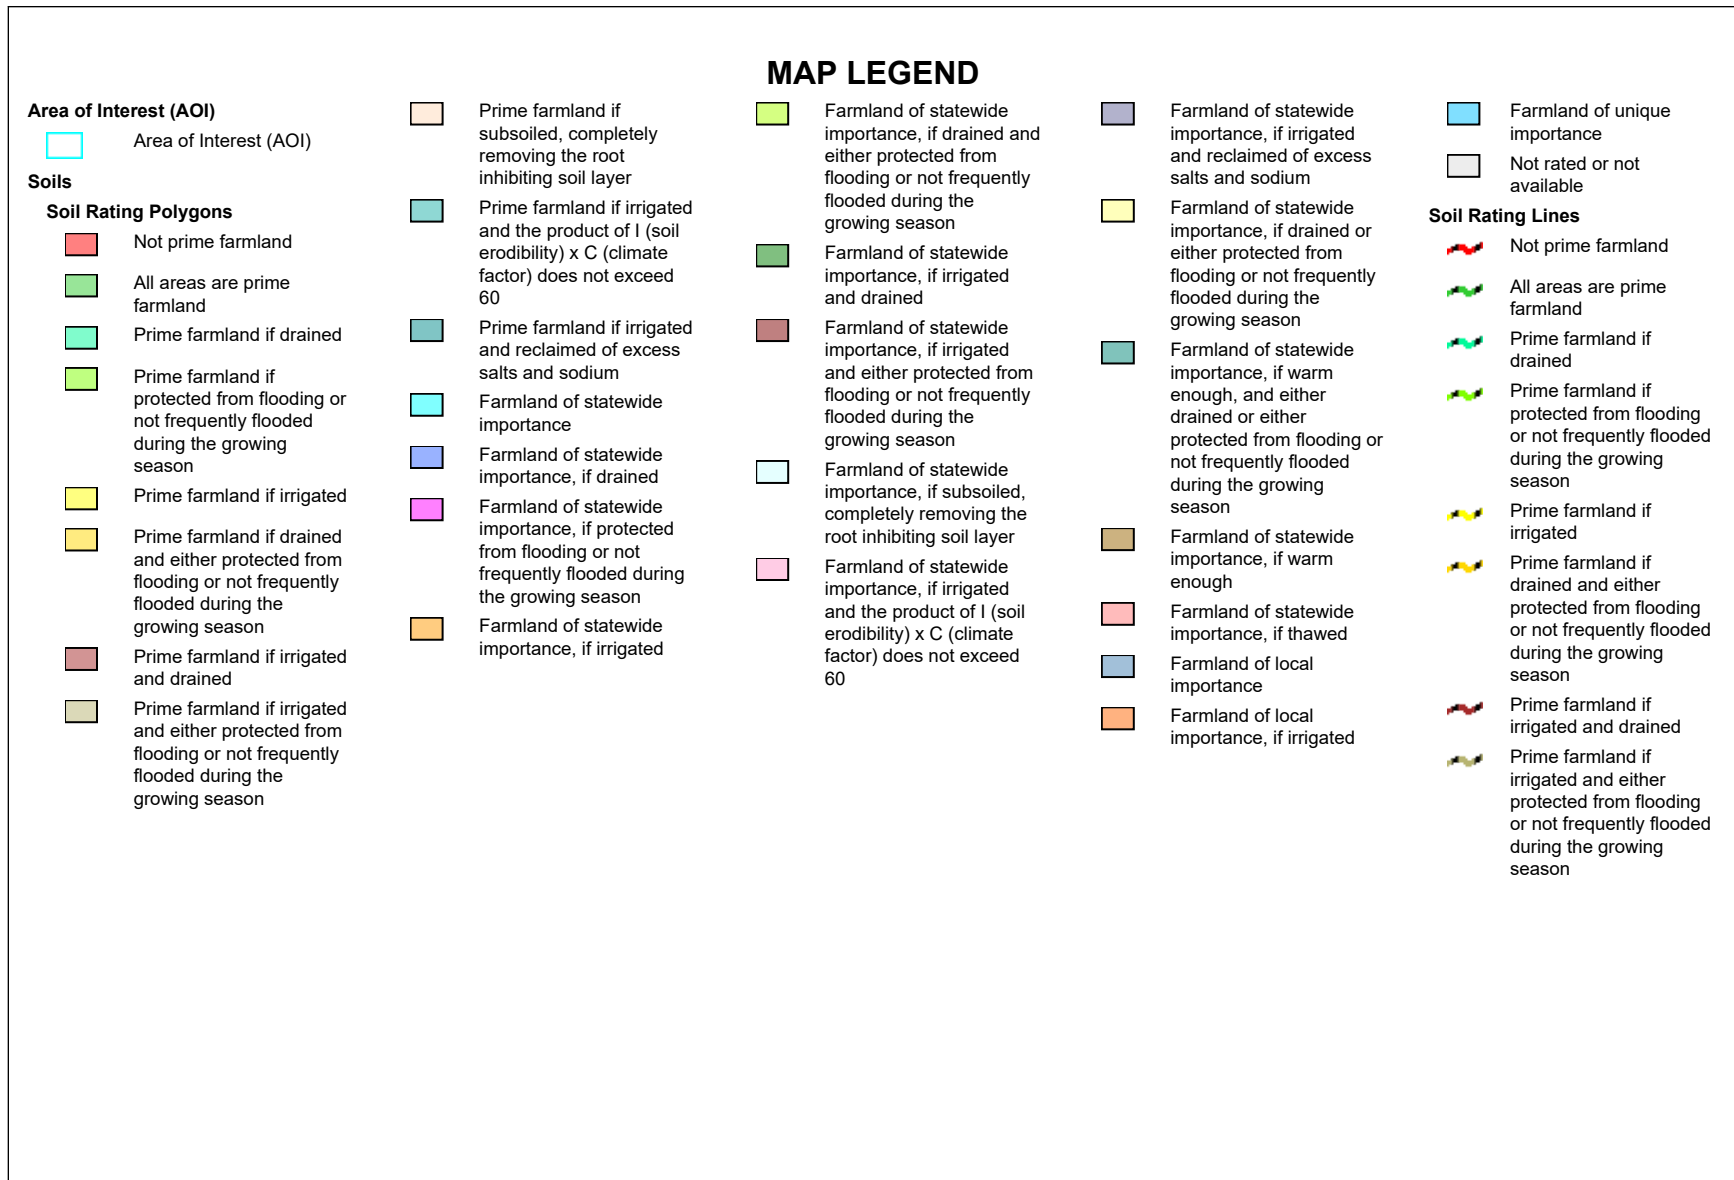 MAP LEGEND
Area of Interest (AOI)
Area of Interest (AOI)
Soils
Soil Rating Polygons
Not prime farmland
All areas are prime
farmland
Prime farmland if drained
Prime farmland if
protected from flooding or
not frequently flooded
during the growing
season
Prime farmland if irrigated
Prime farmland if drained
and either protected from
flooding or not frequently
flooded during the
growing season
Prime farmland if irrigated
and drained
Prime farmland if irrigated
and either protected from
flooding or not frequently
flooded during the
growing season
Prime farmland if
subsoiled, completely
removing the root
inhibiting soil layer
Prime farmland if irrigated
and the product of I (soil
erodibility) x C (climate
factor) does not exceed
60
Prime farmland if irrigated
and reclaimed of excess
salts and sodium
Farmland of statewide
importance
Farmland of statewide
importance, if drained
Farmland of statewide
importance, if protected
from flooding or not
frequently flooded during
the growing season
Farmland of statewide
importance, if irrigated
Farmland of statewide
importance, if drained and
either protected from
flooding or not frequently
flooded during the
growing season
Farmland of statewide
importance, if irrigated
and drained
Farmland of statewide
importance, if irrigated
and either protected from
flooding or not frequently
flooded during the
growing season
Farmland of statewide
importance, if subsoiled,
completely removing the
root inhibiting soil layer
Farmland of statewide
importance, if irrigated
and the product of I (soil
erodibility) x C (climate
factor) does not exceed
60
Farmland of statewide
importance, if irrigated
and reclaimed of excess
salts and sodium
Farmland of statewide
importance, if drained or
either protected from
flooding or not frequently
flooded during the
growing season
Farmland of statewide
importance, if warm
enough, and either
drained or either
protected from flooding or
not frequently flooded
during the growing
season
Farmland of statewide
importance, if warm
enough
Farmland of statewide
importance, if thawed
Farmland of local
importance
Farmland of local
importance, if irrigated
Farmland of unique
importance
Not rated or not
available
Soil Rating Lines
Not prime farmland
All areas are prime
farmland
Prime farmland if
drained
Prime farmland if
protected from flooding
or not frequently flooded
during the growing
season
Prime farmland if
irrigated
Prime farmland if
drained and either
protected from flooding
or not frequently flooded
during the growing
season
Prime farmland if
irrigated and drained
Prime farmland if
irrigated and either
protected from flooding
or not frequently flooded
during the growing
season